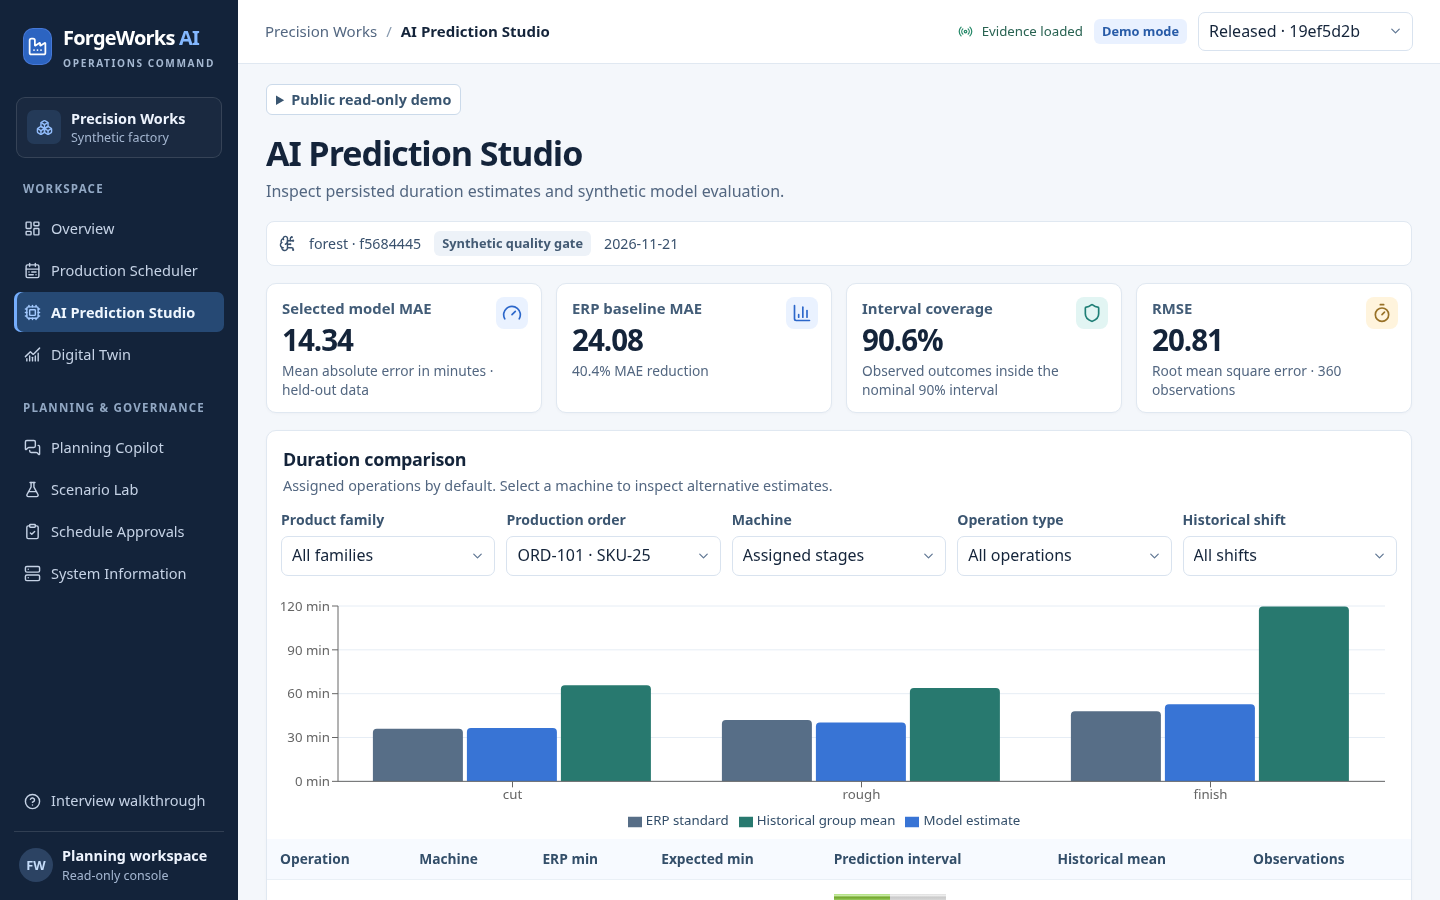 ForgeWorks AI
OPERATIONS COMMAND
Precision Works
Synthetic factory
WORKSPACE
Overview
Production Scheduler
AI Prediction Studio
Digital Twin
PLANNING & GOVERNANCE
Planning Copilot
Scenario Lab
Schedule Approvals
System Information
Interview walkthrough
FW
Planning workspace
Read-only console
Precision Works / AI Prediction Studio
Evidence loaded
Demo mode
Released · 19ef5d2b
Public read-only demo
AI Prediction Studio
Inspect persisted duration estimates and synthetic model evaluation.
forest · f5684445 Synthetic quality gate 2026-11-21
Selected model MAE
14.34
Mean absolute error in minutes ·
held-out data
ERP baseline MAE
24.08
40.4% MAE reduction
Interval coverage
90.6%
Observed outcomes inside the
nominal 90% interval
RMSE
20.81
Root mean square error · 360
observations
Duration comparison
Assigned operations by default. Select a machine to inspect alternative estimates.
Product family
All families
Production order
ORD-101 · SKU-25
Machine
Assigned stages
Operation type
All operations
Historical shift
All shifts
120 min
90 min
60 min
30 min
0 min
cut rough finish
ERP standard Historical group mean Model estimate
Operation Machine ERP min Expected min Prediction interval Historical mean Observations